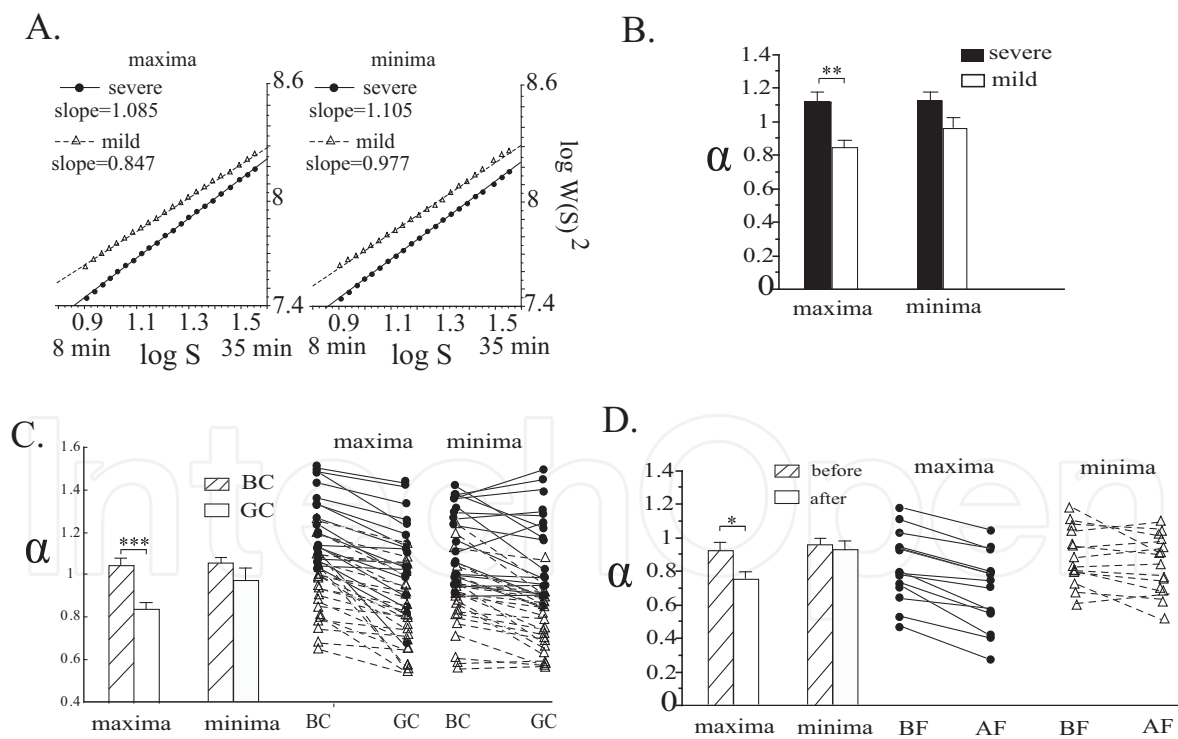 A.
maxima
severe
slope=1.085
mild
slope=0.847
8.6
8
7.4
0.9 1.1 1.3 1.5
8 min log S 35 min
minima
severe
slope=1.105
mild
slope=0.977
8.6
8
7.4
log W(S)²
0.9 1.1 1.3 1.5
8 min log S 35 min
B.
severe
mild
1.4
1.2
1
0.8
0.6
0.4
0.2
0
α
**
maxima minima
C.
1.6
1.4
1.2
1
0.8
0.6
0.4
α
BC
GC
***
maxima minima
maxima minima
BC GC BC GC
D.
1.4
1.2
1
0.8
0.6
0.4
0.2
0
α
before
after
*
maxima minima
maxima
minima
BF AF BF AF
IntechOpen